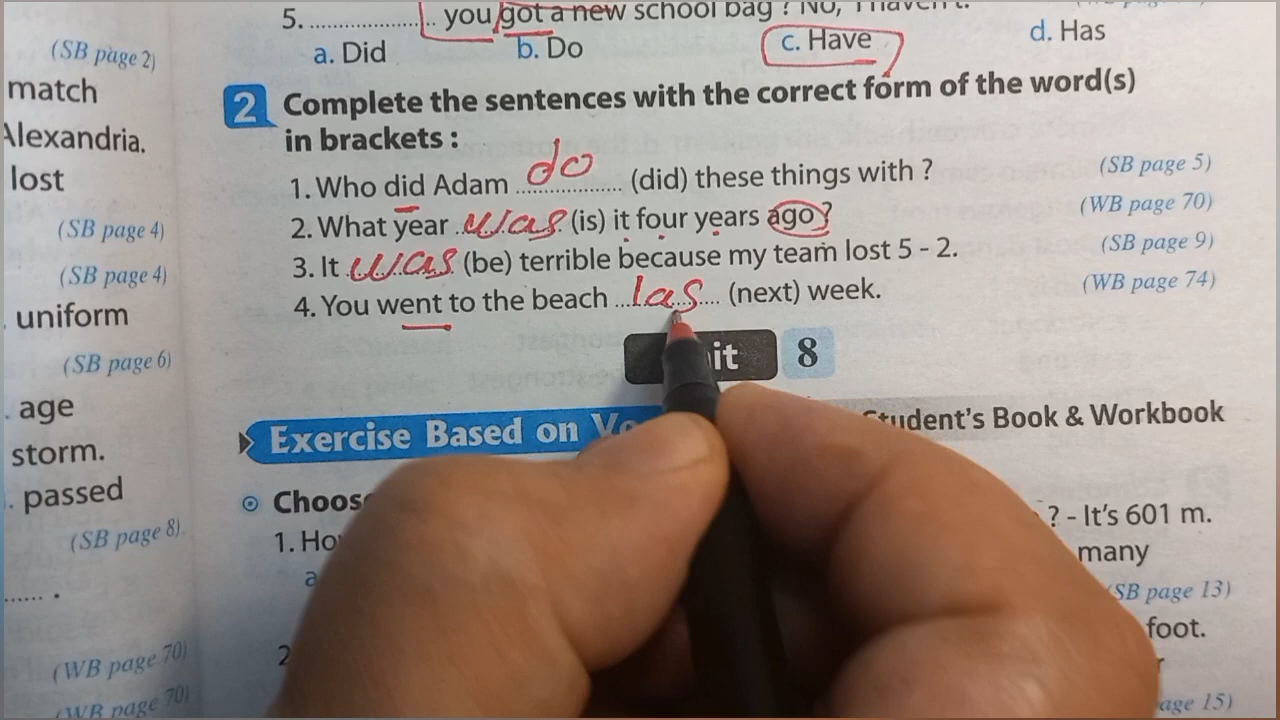 5. ........ you got a new school bag ? No, I haven't.
a. Did b. Do c. Have d. Has
2 Complete the sentences with the correct form of the word(s)
in brackets :
1. Who did Adam do (did) these things with ? (SB page 5)
2. What year was (is) it four years ago ? (WB page 70)
3. It was (be) terrible because my team lost 5 - 2. (SB page 9)
4. You went to the beach las (next) week. (WB page 74)
8
Exercise Based on Student's Book & Workbook
1. ? - It's 601 m.
a many
(SB page 13)
2 foot.
page 15)
(SB page 2)
match
Alexandria.
lost
(SB page 4)
(SB page 4)
uniform
(SB page 6)
. age
storm.
. passed
(SB page 8).
...... .
(WB page 70)
(WB page 70)